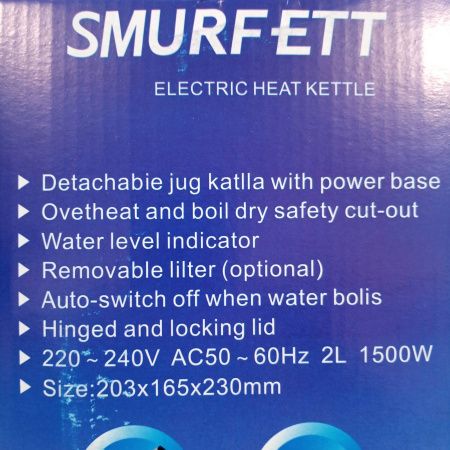 SMURF-ETT
ELECTRIC HEAT KETTLE
▶ Detachabie jug katlla with power base
▶ Ovetheat and boil dry safety cut-out
▶ Water level indicator
▶ Removable lilter (optional)
▶ Auto-switch off when water bolis
▶ Hinged and locking lid
▶ 220 ~ 240V AC50 ~ 60Hz 2L 1500W
▶ Size:203x165x230mm